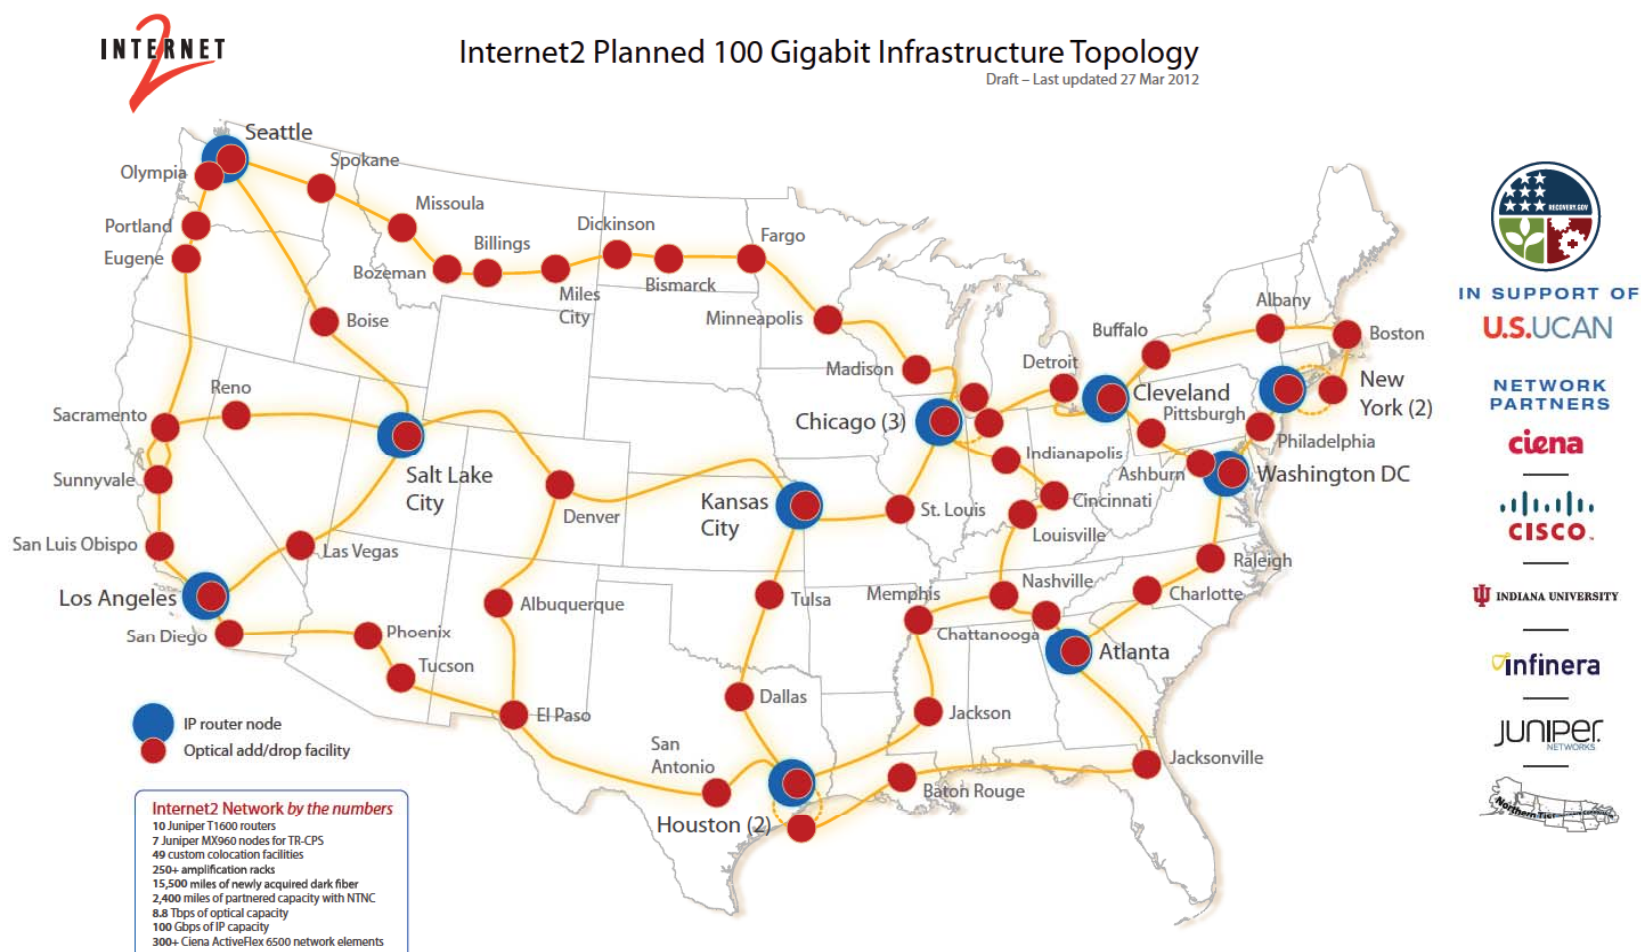 INTERNET
2
Internet2 Planned 100 Gigabit Infrastructure Topology
Draft – Last updated 27 Mar 2012
Seattle
Olympia
Spokane
Portland
Eugene
Missoula
Bozeman
Billings
Miles
City
Dickinson
Bismarck
Fargo
Minneapolis
Boise
Madison
Detroit
Buffalo
Albany
Boston
Reno
Sacramento
Chicago (3)
Cleveland
Pittsburgh
New
York (2)
Philadelphia
Sunnyvale
Salt Lake
City
Indianapolis
Ashburn
Washington DC
Denver
Kansas
City
St. Louis
Cincinnati
Louisville
San Luis Obispo
Las Vegas
Raleigh
Los Angeles
Albuquerque
Tulsa
Memphis
Nashville
Charlotte
San Diego
Phoenix
Chattanooga
Atlanta
Tucson
Dallas
El Paso
Jackson
San
Antonio
Jacksonville
Baton Rouge
Houston (2)
IP router node
Optical add/drop facility
Internet2 Network by the numbers
10 Juniper T1600 routers
7 Juniper MX960 nodes for TR-CPS
49 custom colocation facilities
250+ amplification racks
15,500 miles of newly acquired dark fiber
2,400 miles of partnered capacity with NTNC
8.8 Tbps of optical capacity
100 Gbps of IP capacity
300+ Ciena ActiveFlex 6500 network elements
RECOVERY.GOV
IN SUPPORT OF
U.S.UCAN
NETWORK
PARTNERS
ciena
CISCO
INDIANA UNIVERSITY
infinera
JUNIPER
NETWORKS
Northern Tier